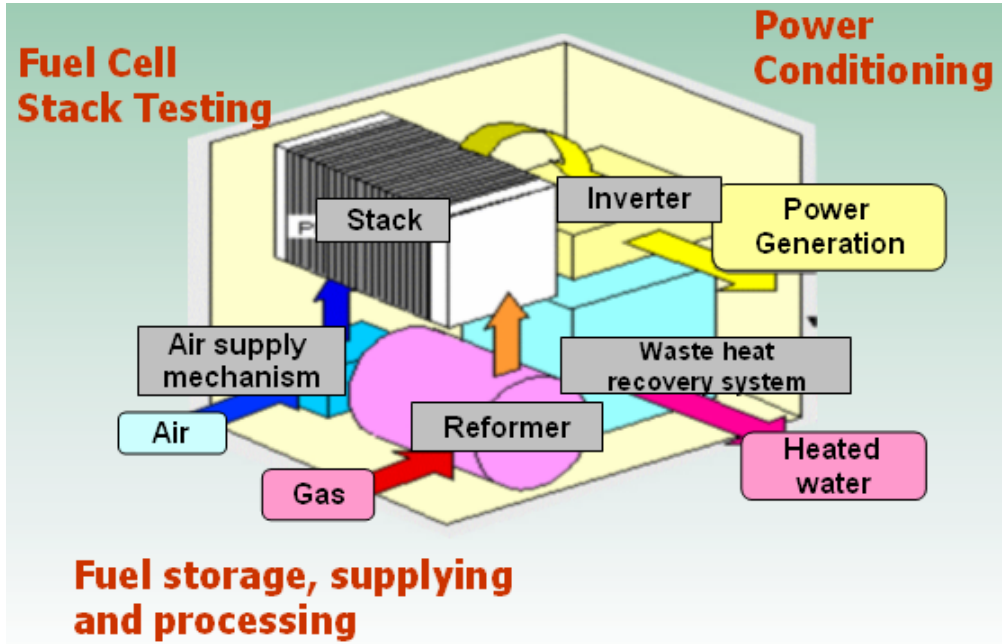 Fuel Cell
Stack Testing
Power
Conditioning
Stack
Inverter
Power
Generation
Air supply
mechanism
Waste heat
recovery system
Air
Reformer
Gas
Heated
water
Fuel storage, supplying
and processing